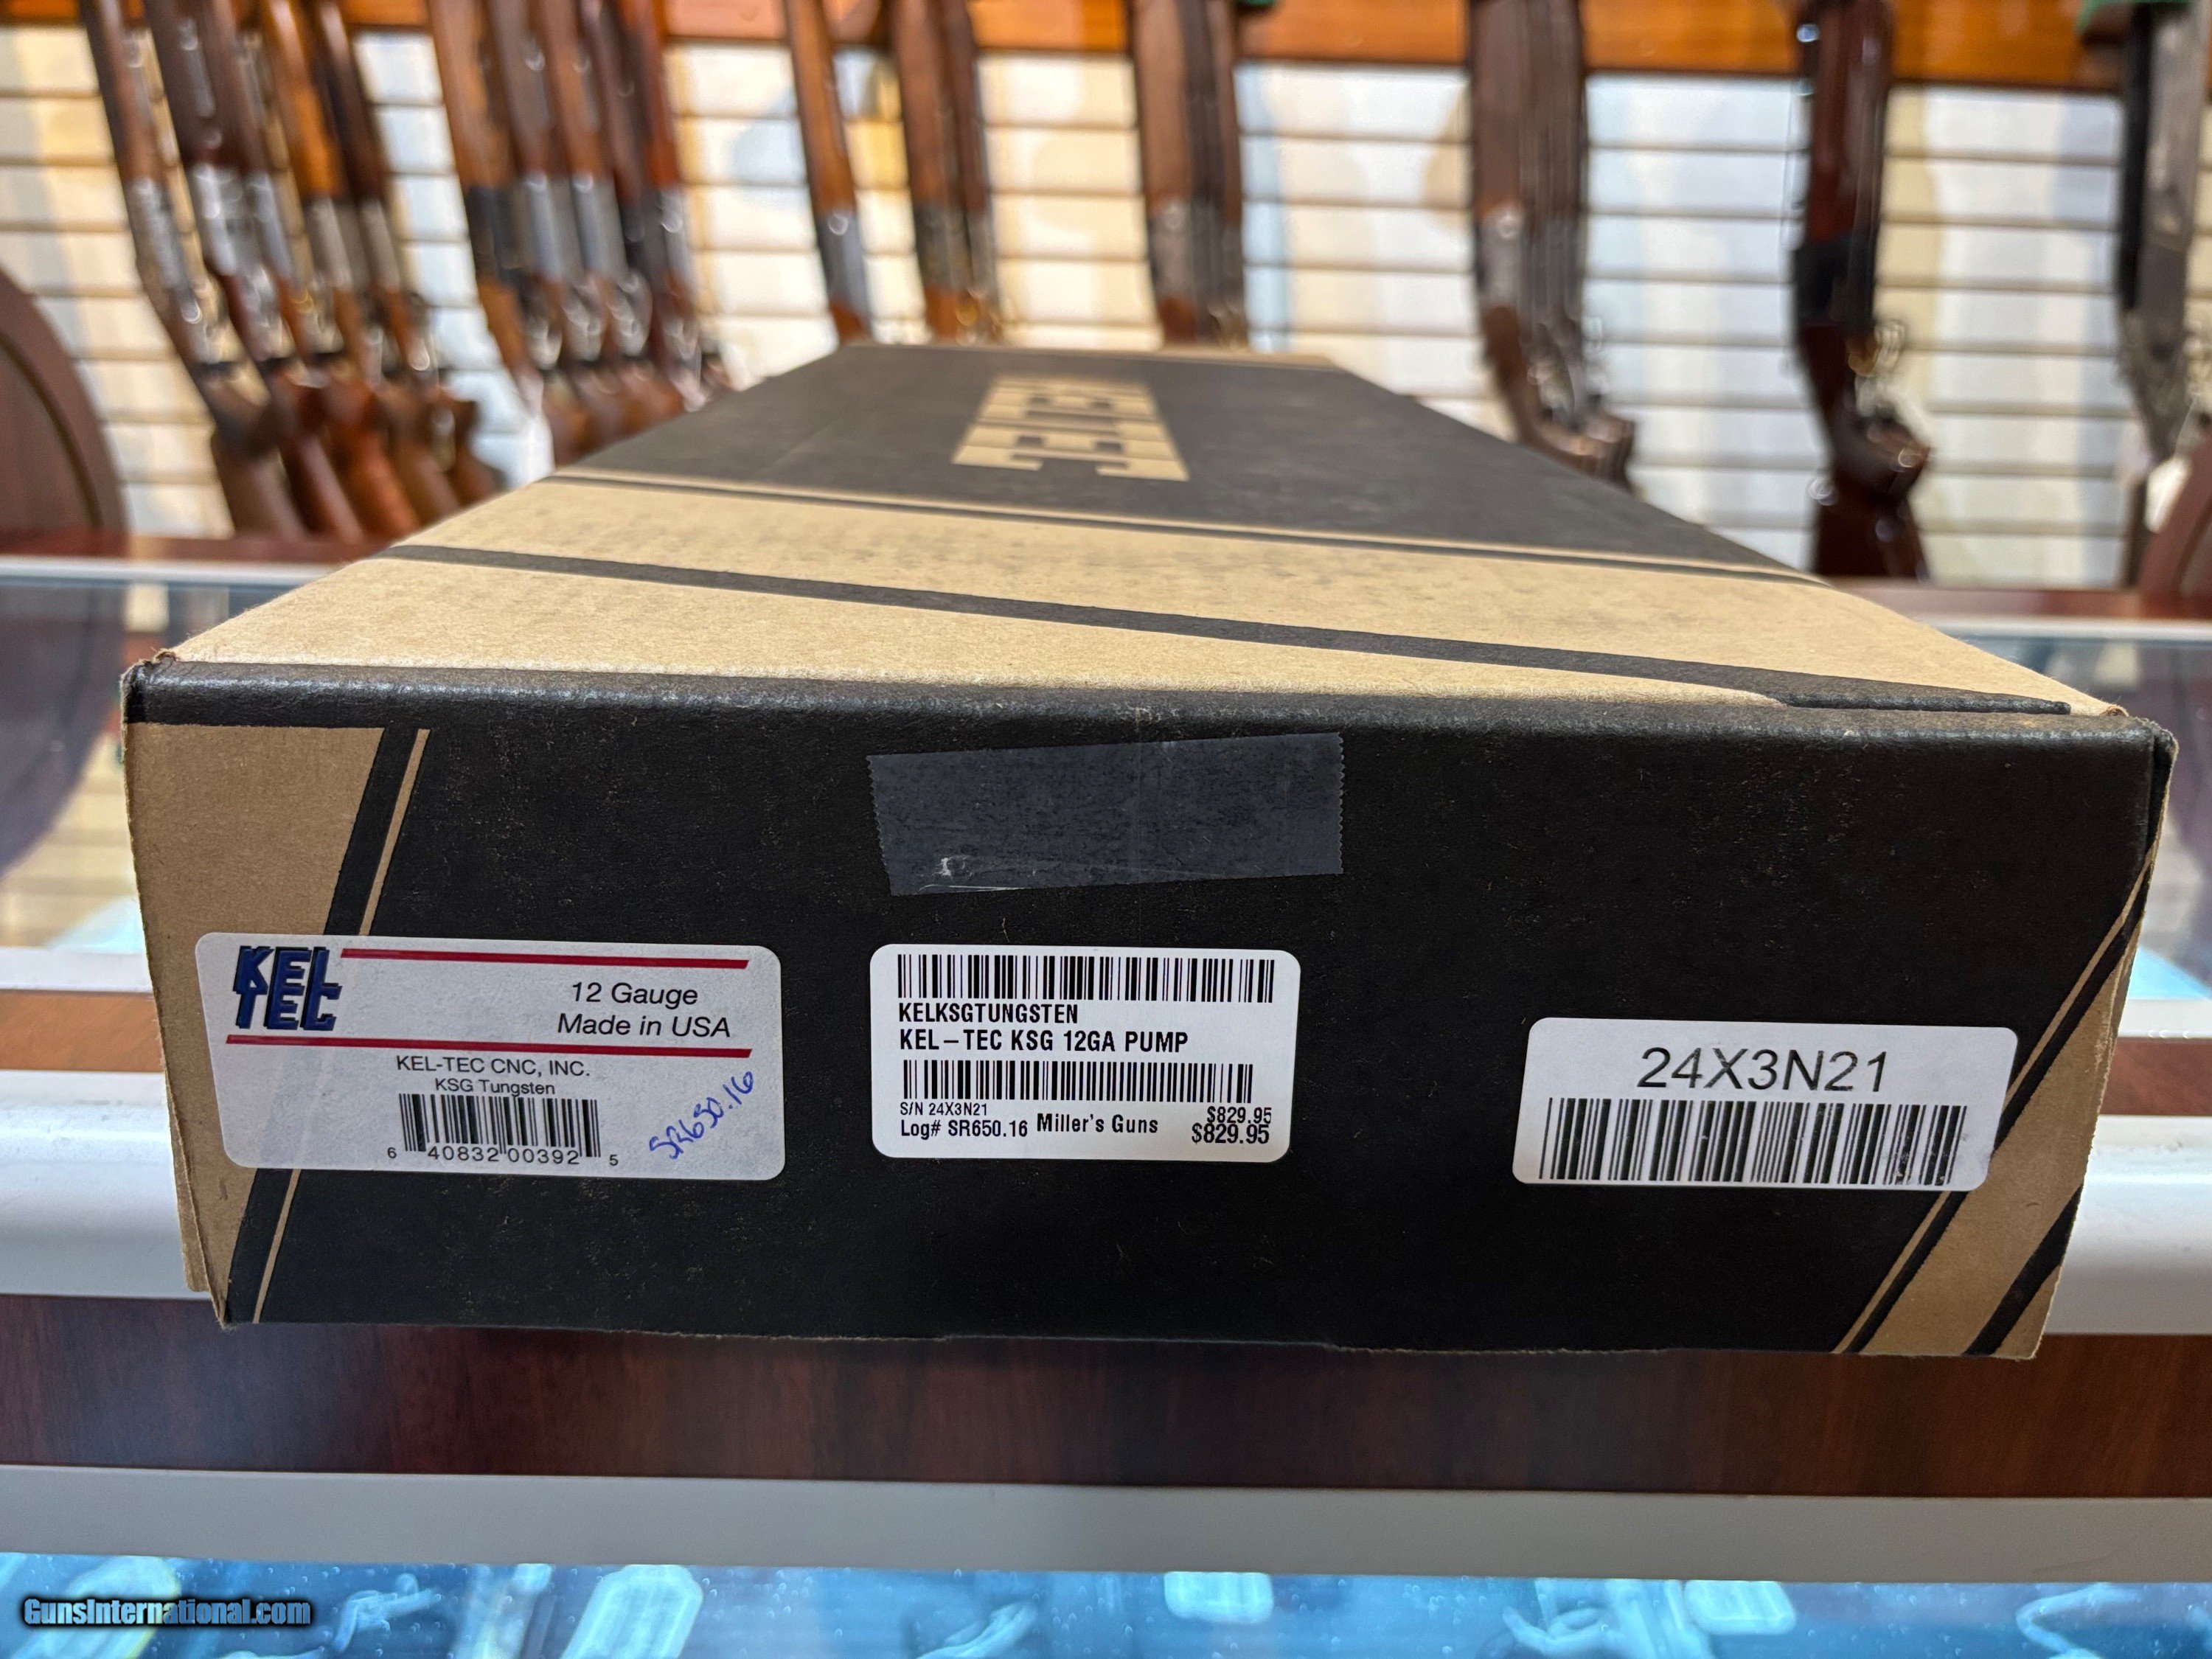 KELTEC
KEL
TEC
12 Gauge
Made in USA
KEL-TEC CNC, INC.
KSG Tungsten
6 40832 00392 5
SR650.16
KELKSGTUNGSTEN
KEL-TEC KSG 12GA PUMP
S/N 24X3N21
$829.95
Log# SR650.16 Miller's Guns $829.95
24X3N21
GunsInternational.com